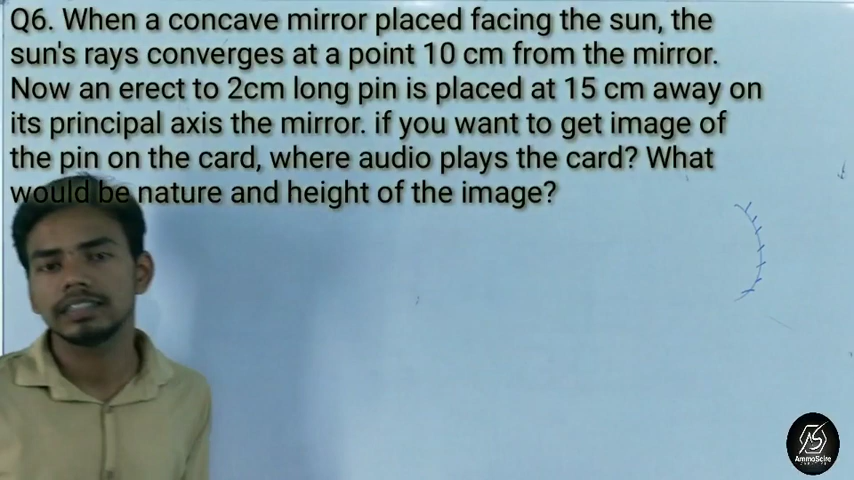 Q6. When a concave mirror placed facing the sun, the
sun's rays converges at a point 10 cm from the mirror.
Now an erect to 2cm long pin is placed at 15 cm away on
its principal axis the mirror. if you want to get image of
the pin on the card, where audio plays the card? What
would be nature and height of the image?
AmmoScire